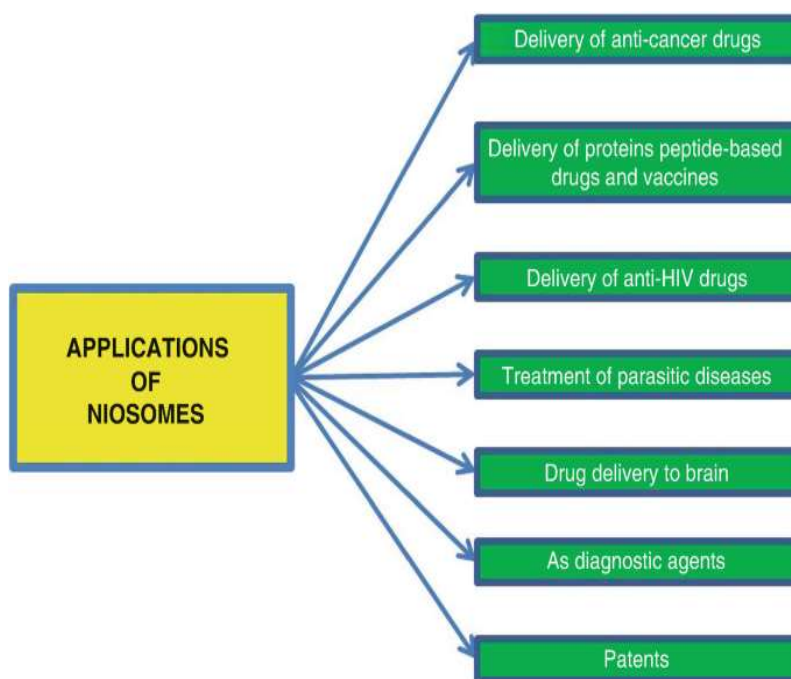 APPLICATIONS
OF
NIOSOMES
Delivery of anti-cancer drugs
Delivery of proteins peptide-based
drugs and vaccines
Delivery of anti-HIV drugs
Treatment of parasitic diseases
Drug delivery to brain
As diagnostic agents
Patents